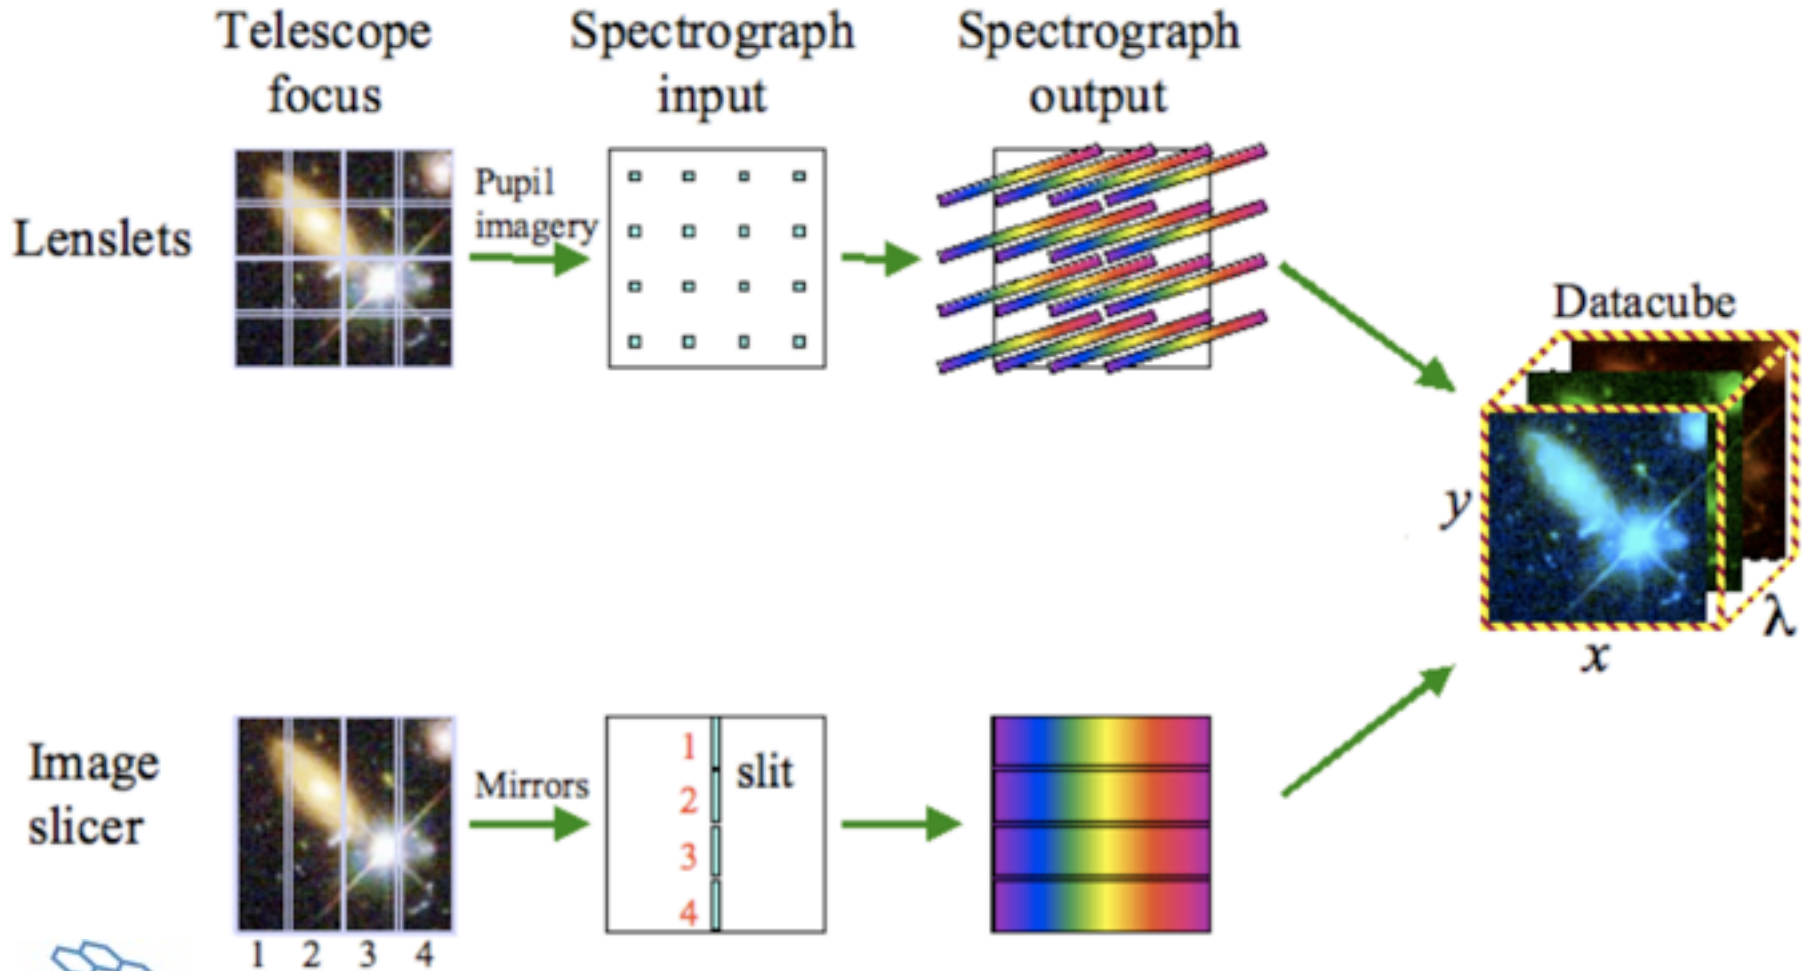 Telescope
focus
Spectrograph
input
Spectrograph
output
Lenslets
Pupil
imagery
Datacube
y
x
λ
Image
slicer
Mirrors
1
2
3
4
slit
1 2 3 4